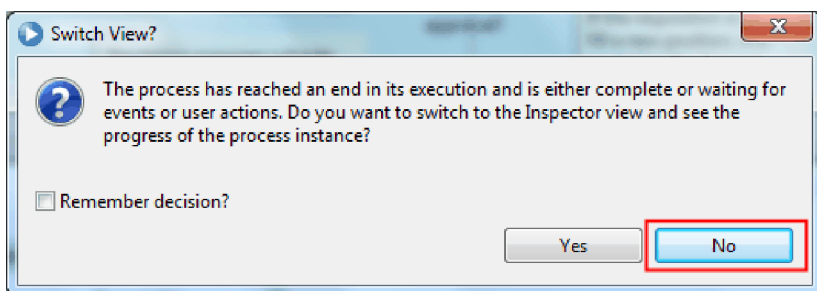 Switch View?
The process has reached an end in its execution and is either complete or waiting for
events or user actions. Do you want to switch to the Inspector view and see the
progress of the process instance?
Remember decision?
Yes
No